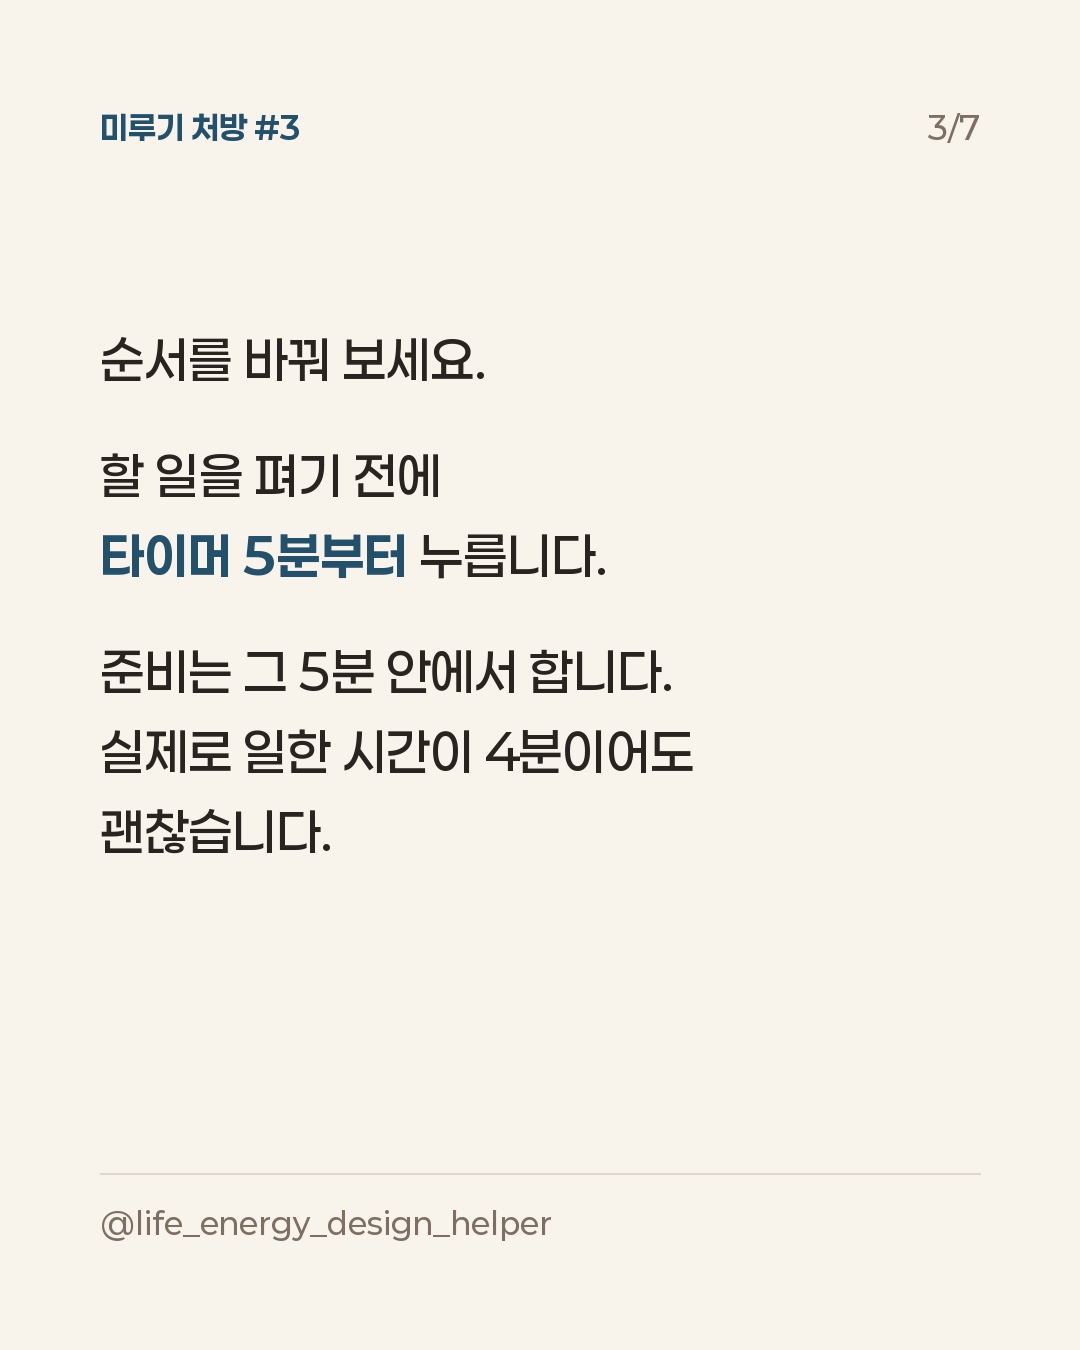 미루기 처방 #3
3/7
순서를 바꿔 보세요.
할 일을 펴기 전에
타이머 5분부터 누릅니다.
준비는 그 5분 안에서 합니다.
실제로 일한 시간이 4분이어도
괜찮습니다.
@life_energy_design_helper